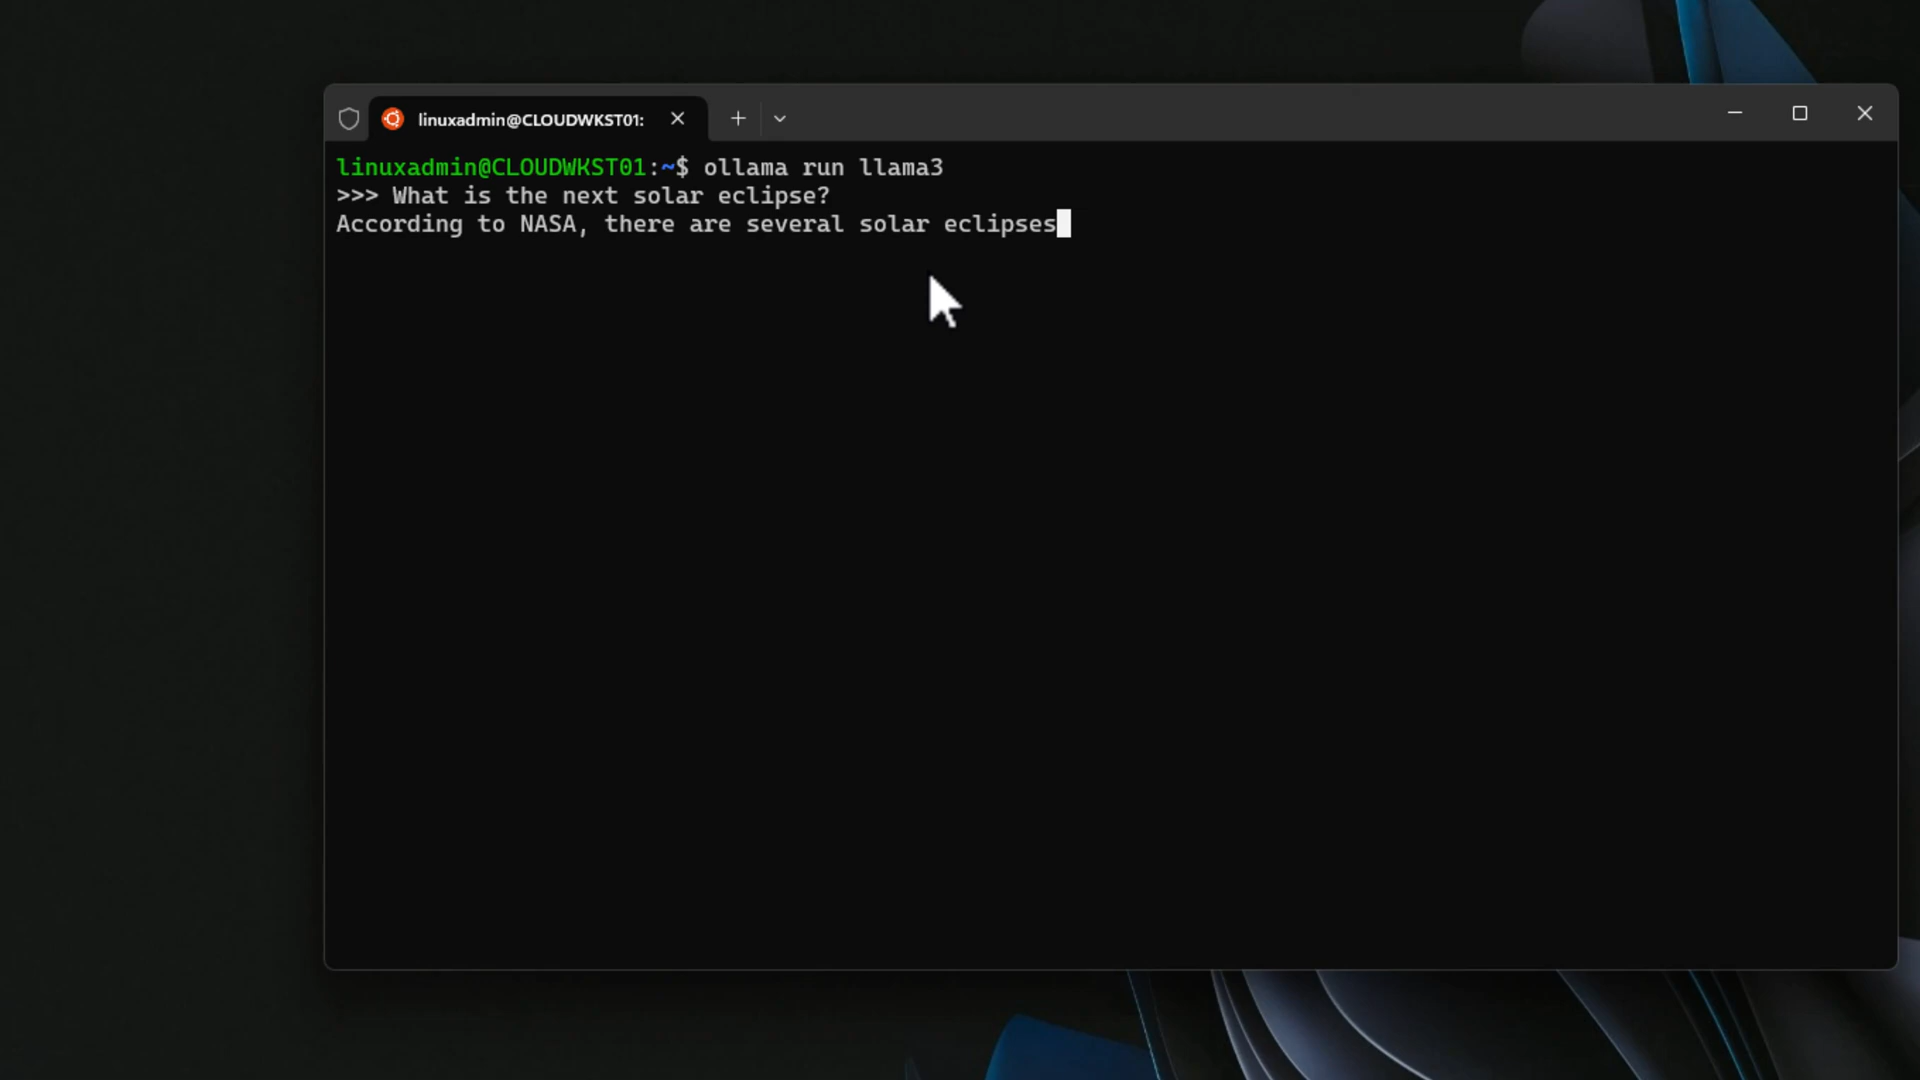 linuxadmin@CLOUDWKST01:
linuxadmin@CLOUDWKST01:~$ ollama run llama3
>>> What is the next solar eclipse?
According to NASA, there are several solar eclipses